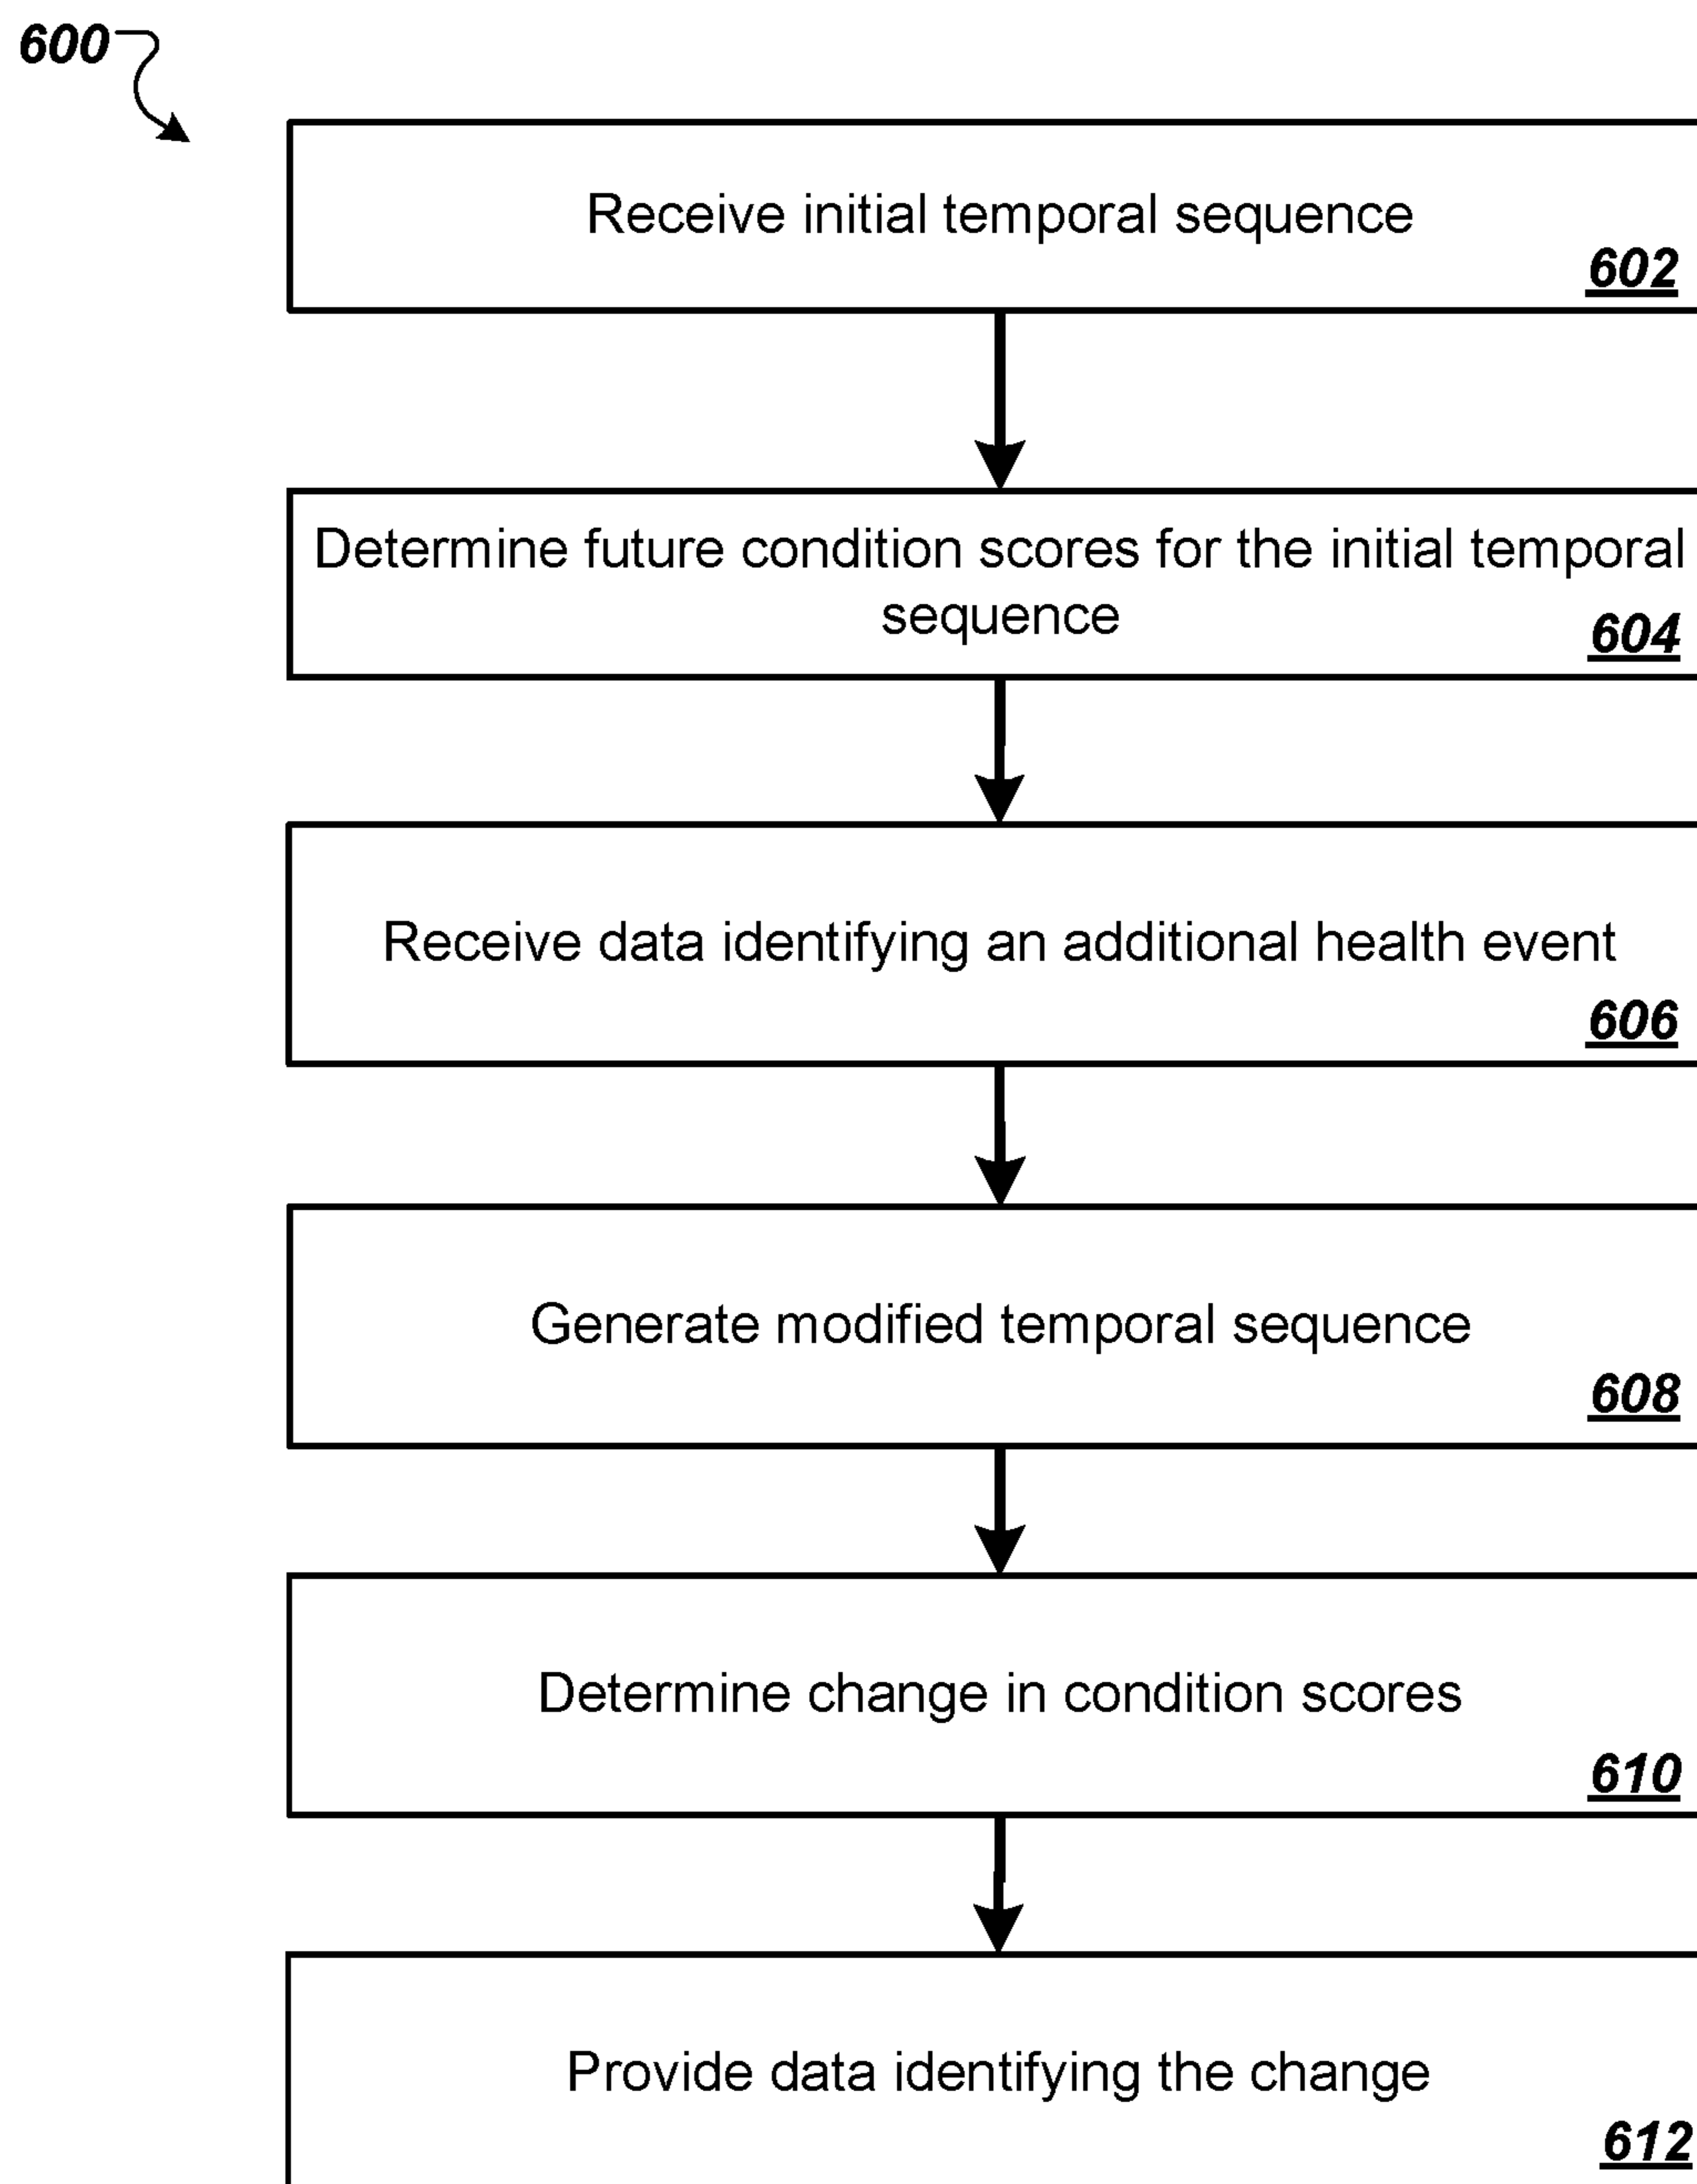 600
Receive initial temporal sequence
602
Determine future condition scores for the initial temporal
sequence
604
Receive data identifying an additional health event
606
Generate modified temporal sequence
608
Determine change in condition scores
610
Provide data identifying the change
612